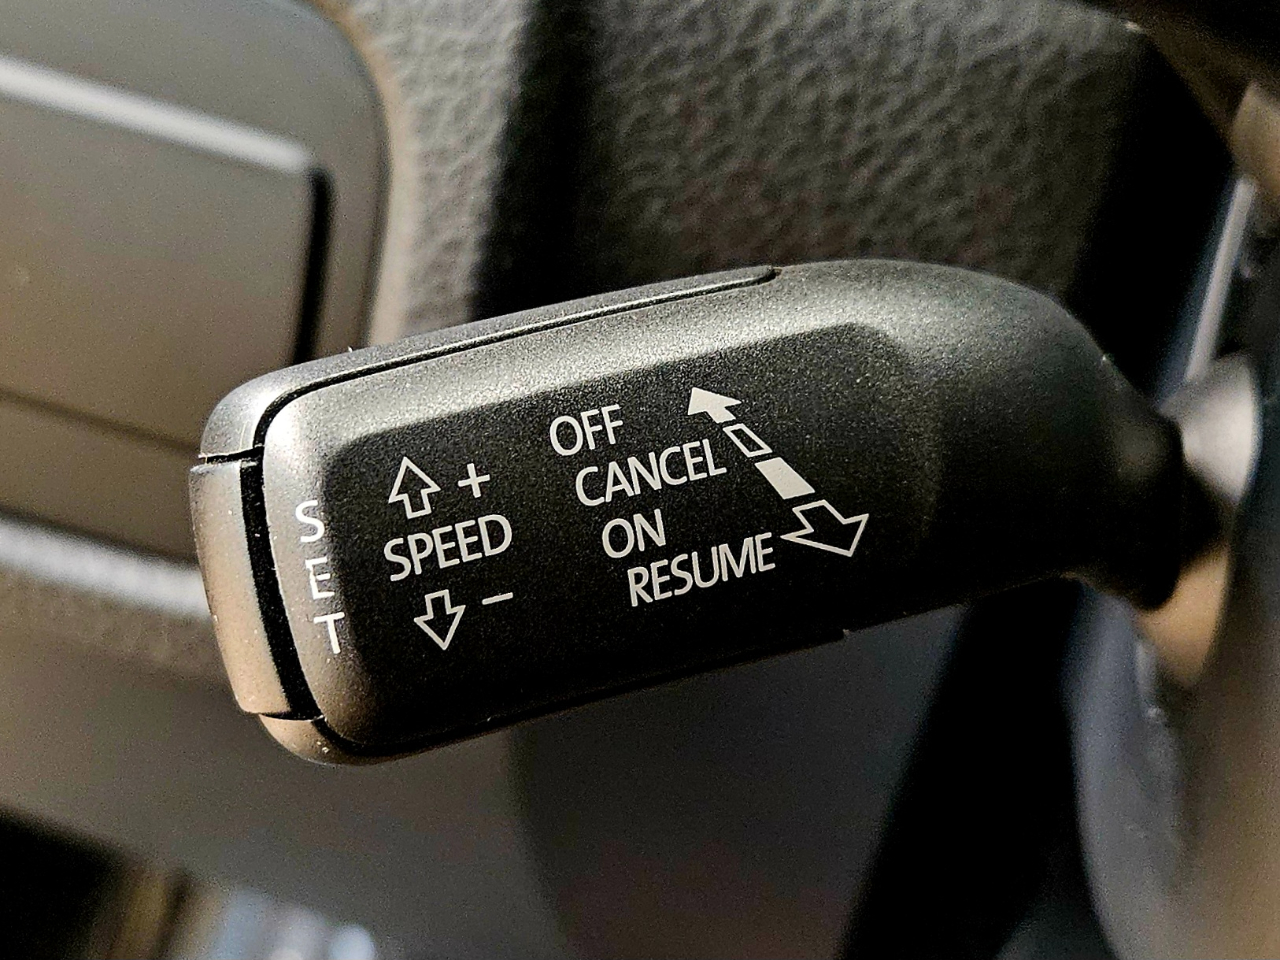 SET
+
SPEED
–
OFF
CANCEL
ON
RESUME